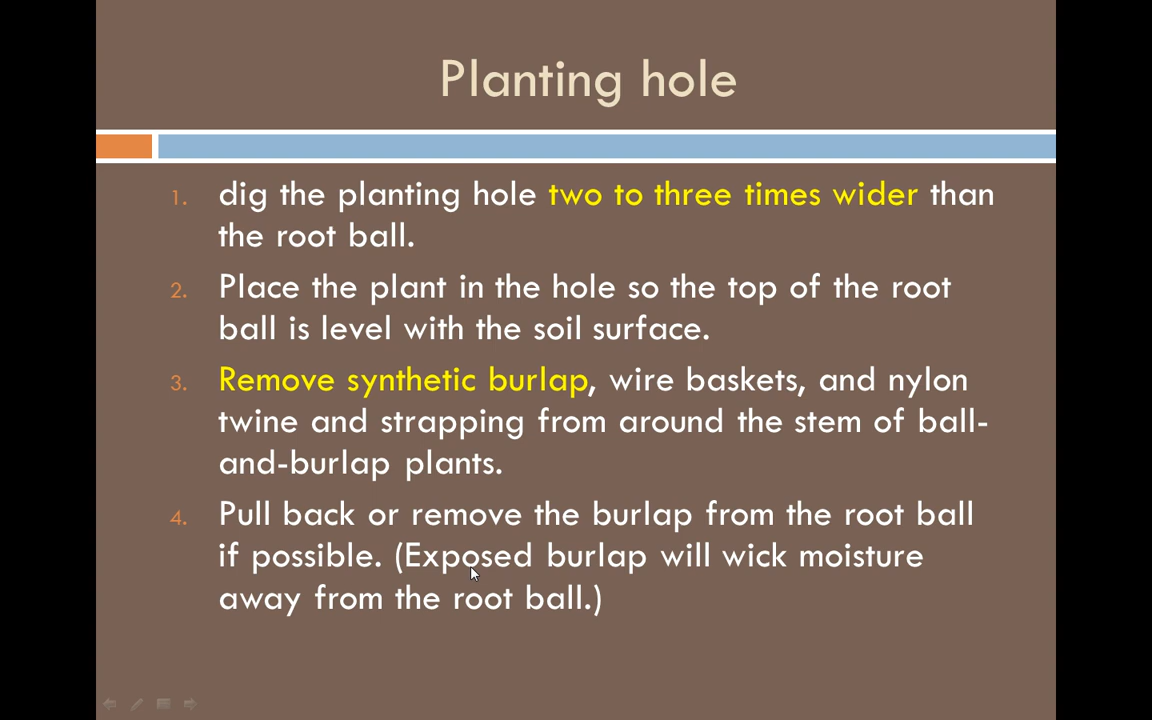 Planting hole
1. dig the planting hole two to three times wider than
the root ball.
2. Place the plant in the hole so the top of the root
ball is level with the soil surface.
3. Remove synthetic burlap, wire baskets, and nylon
twine and strapping from around the stem of ball-
and-burlap plants.
4. Pull back or remove the burlap from the root ball
if possible. (Exposed burlap will wick moisture
away from the root ball.)